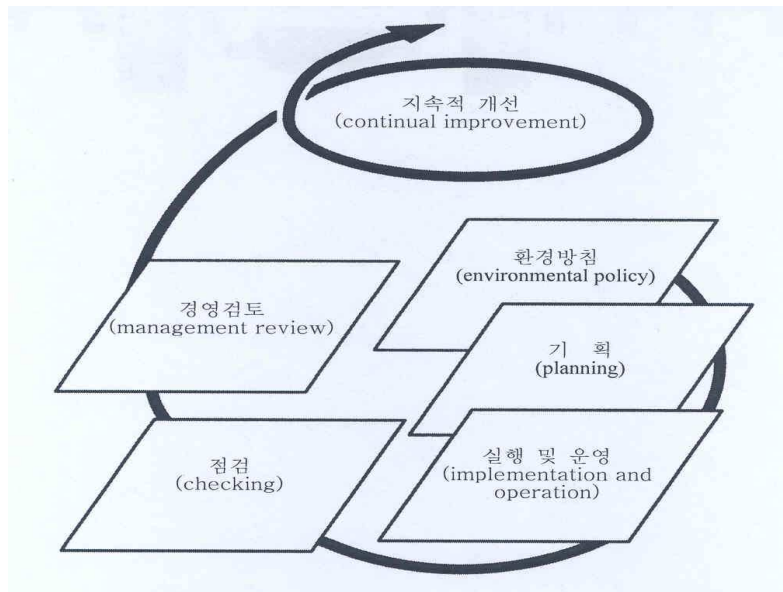 지속적 개선
(continual improvement)
환경방침
(environmental policy)
기 획
(planning)
실행 및 운영
(implementation and
operation)
점검
(checking)
경영검토
(management review)